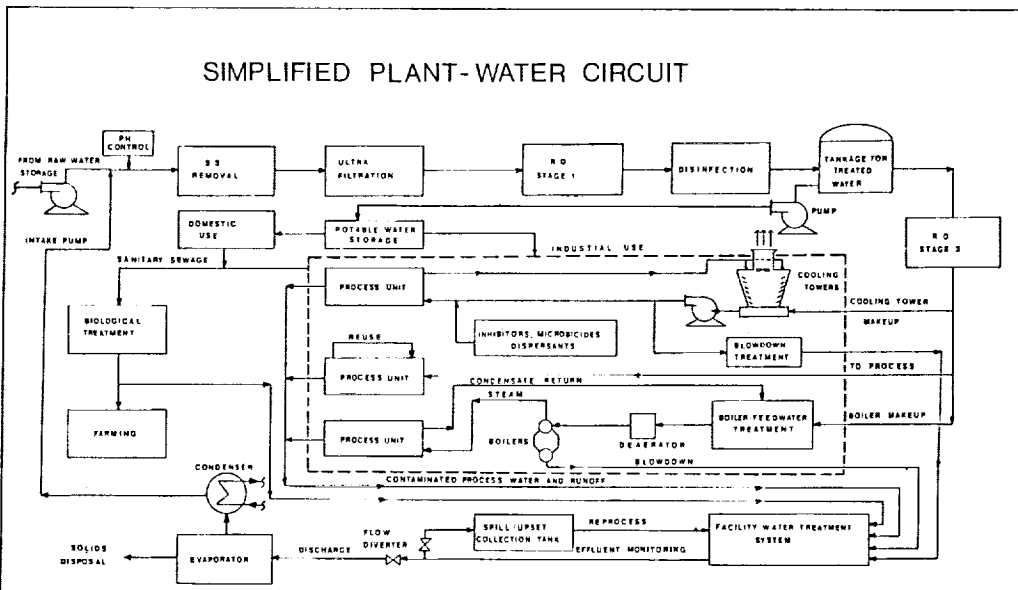 SIMPLIFIED PLANT-WATER CIRCUIT
PH
CONTROL
FROM RAW WATER
STORAGE
S S
REMOVAL
ULTRA
FILTRATION
R O
STAGE 1
DISINFECTION
TANKAGE FOR
TREATED
WATER
INTAKE PUMP
DOMESTIC
USE
POTABLE WATER
STORAGE
PUMP
R O
STAGE 2
SANITARY SEWAGE
INDUSTRIAL USE
PROCESS UNIT
COOLING
TOWERS
COOLING TOWER
MAKEUP
BIOLOGICAL
TREATMENT
INHIBITORS, MICROBICIDES
DISPERSANTS
BLOWDOWN
TREATMENT
REUSE
PROCESS UNIT
TO PROCESS
CONDENSATE RETURN
STEAM
FARMING
PROCESS UNIT
BOILERS
DEAERATOR
BOILER-FEEDWATER
TREATMENT
BOILER MAKEUP
BLOWDOWN
CONDENSER
CONTAMINATED PROCESS WATER AND RUNOFF
SPILL/UPSET
COLLECTION TANK
REPROCESS
FACILITY WATER TREATMENT
SYSTEM
FLOW
DIVERTER
SOLIDS
DISPOSAL
EVAPORATOR
DISCHARGE
EFFLUENT MONITORING